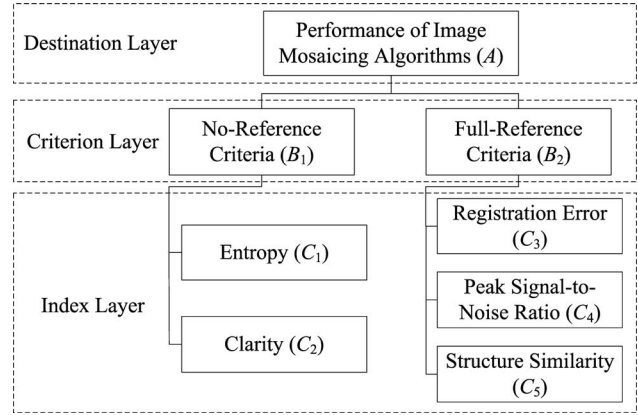 Destination Layer
Performance of Image
Mosaicing Algorithms (A)
Criterion Layer
No-Reference
Criteria (B₁)
Full-Reference
Criteria (B₂)
Index Layer
Entropy (C₁)
Clarity (C₂)
Registration Error
(C₃)
Peak Signal-to-
Noise Ratio (C₄)
Structure Similarity
(C₅)